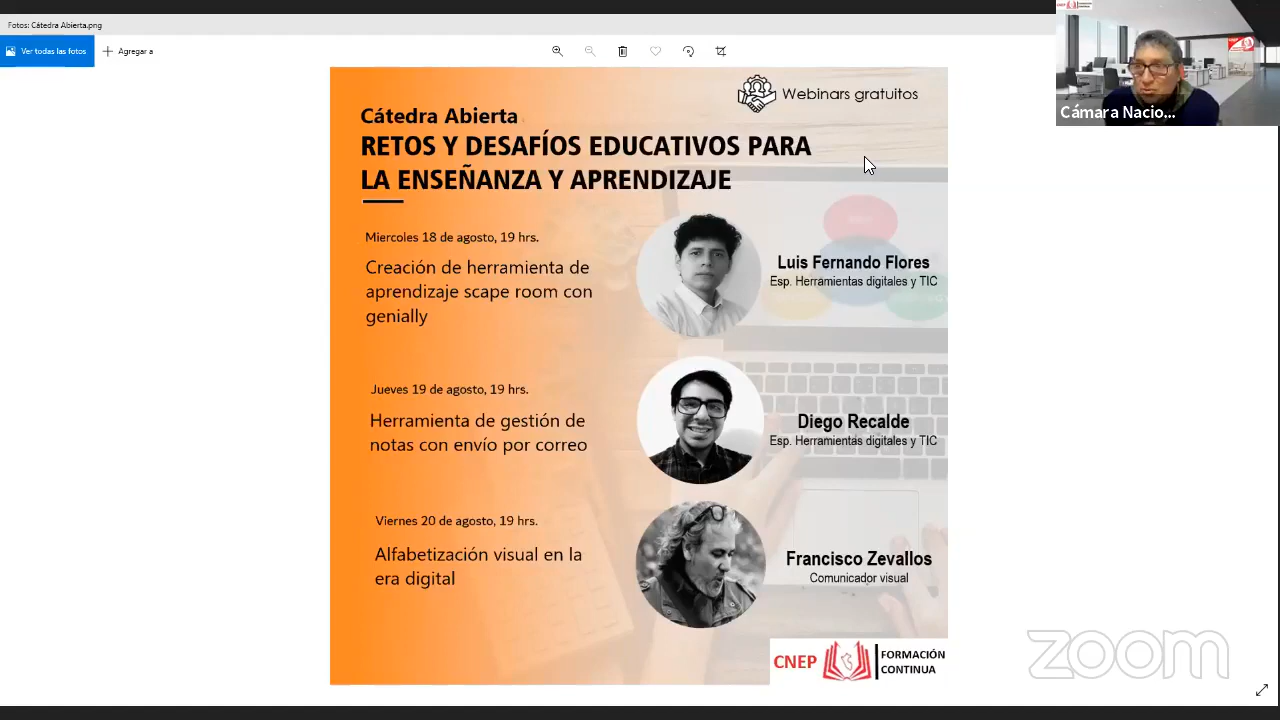 Fotos: Cátedra Abierta.png
Ver todas las fotos
Agregar a
Cámara Nacio...
Webinars gratuitos
Cátedra Abierta
RETOS Y DESAFÍOS EDUCATIVOS PARA
LA ENSEÑANZA Y APRENDIZAJE
Miercoles 18 de agosto, 19 hrs.
Creación de herramienta de
aprendizaje scape room con
genially
Luis Fernando Flores
Esp. Herramientas digitales y TIC
Jueves 19 de agosto, 19 hrs.
Herramienta de gestión de
notas con envío por correo
Diego Recalde
Esp. Herramientas digitales y TIC
Viernes 20 de agosto, 19 hrs.
Alfabetización visual en la
era digital
Francisco Zevallos
Comunicador visual
CNEP
FORMACIÓN
CONTINUA
zoom